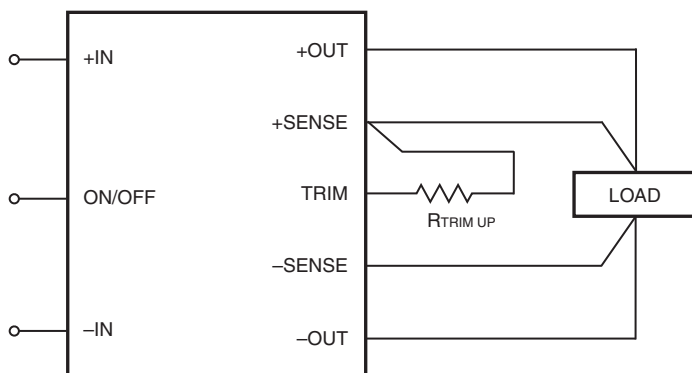 +IN
+OUT
+SENSE
ON/OFF
TRIM
RTRIM UP
LOAD
–SENSE
–IN
–OUT